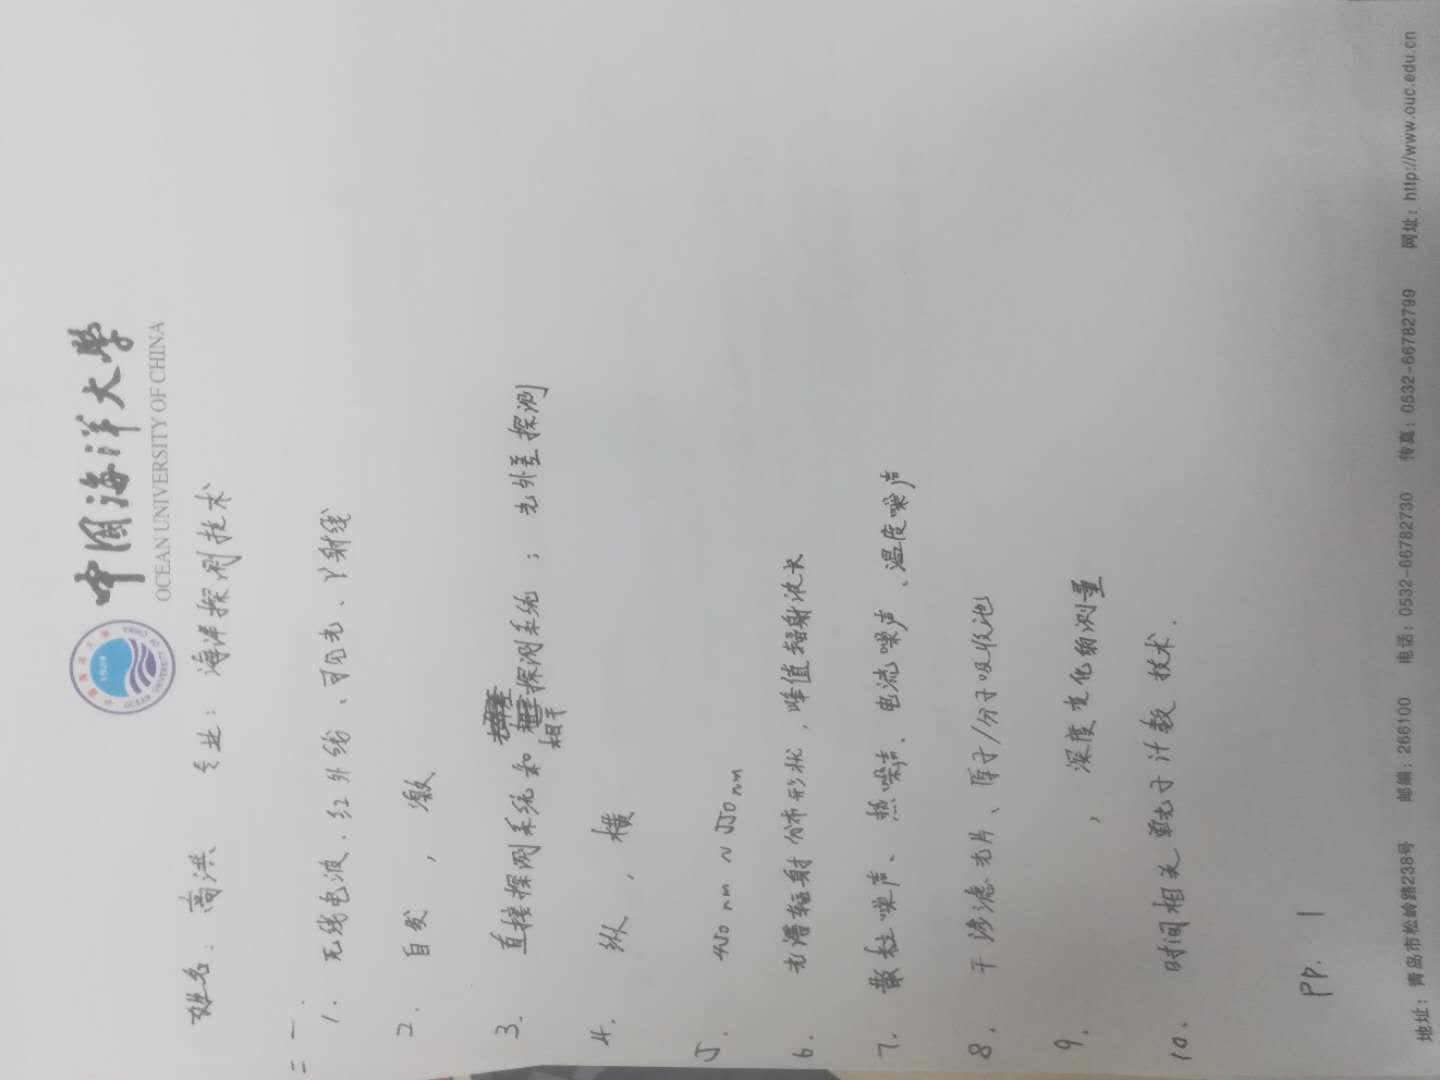 中国海洋大学
OCEAN UNIVERSITY OF CHINA
姓名：高洪 专业：海洋探测技术
二 一.
1. 无线电波、红外线、可见光、γ射线
2. 自发，激
3. 直接探测系统和相干探测系统；光外差探测
4. 纵，横
5. 450 nm ~ 550 nm
6. 光谱辐射分布形状，峰值辐射波长
7. 散粒噪声、热噪声、电流噪声、温度噪声
8. 干涉滤光片、原子/分子吸收池
9. ，深度变化的测量
10. 时间相关单光子计数技术.
PP. 1
地址：青岛市松岭路238号 邮编：266100 电话：0532-66782730 传真：0532-66782799 网址：http://www.ouc.edu.cn